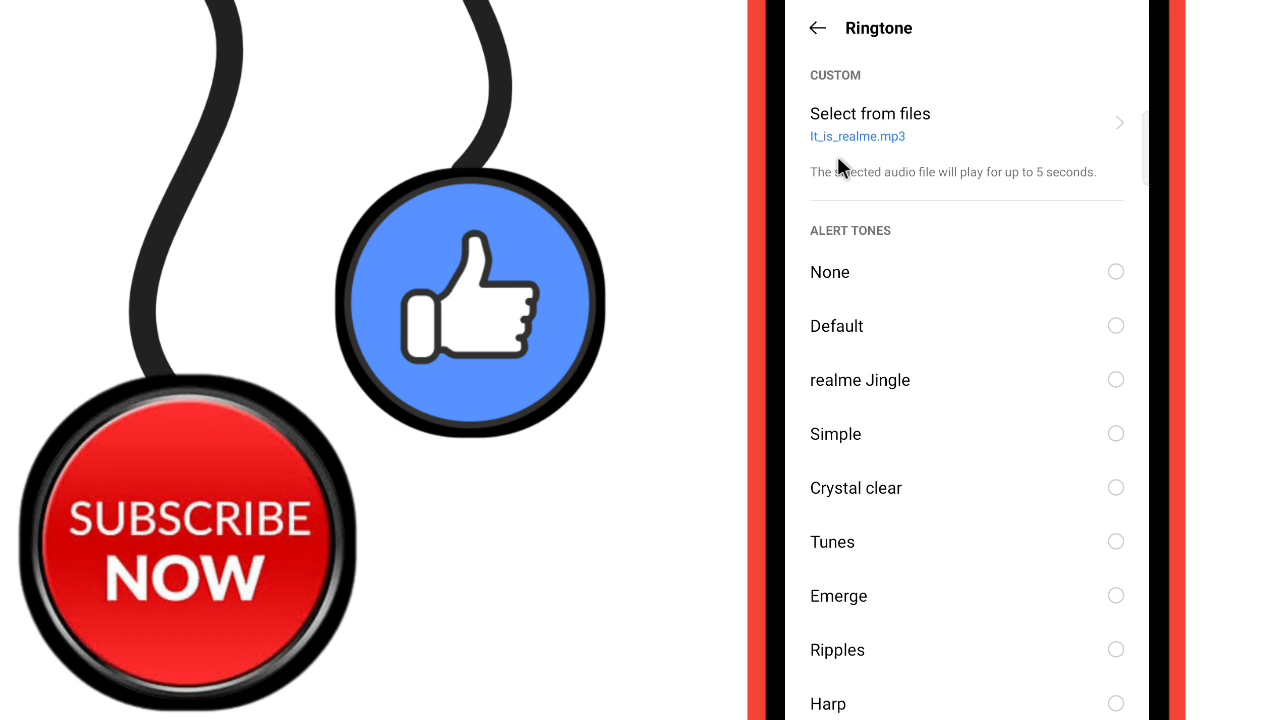 SUBSCRIBE
NOW
Ringtone
CUSTOM
Select from files
It_is_realme.mp3
The selected audio file will play for up to 5 seconds.
ALERT TONES
None
Default
realme Jingle
Simple
Crystal clear
Tunes
Emerge
Ripples
Harp